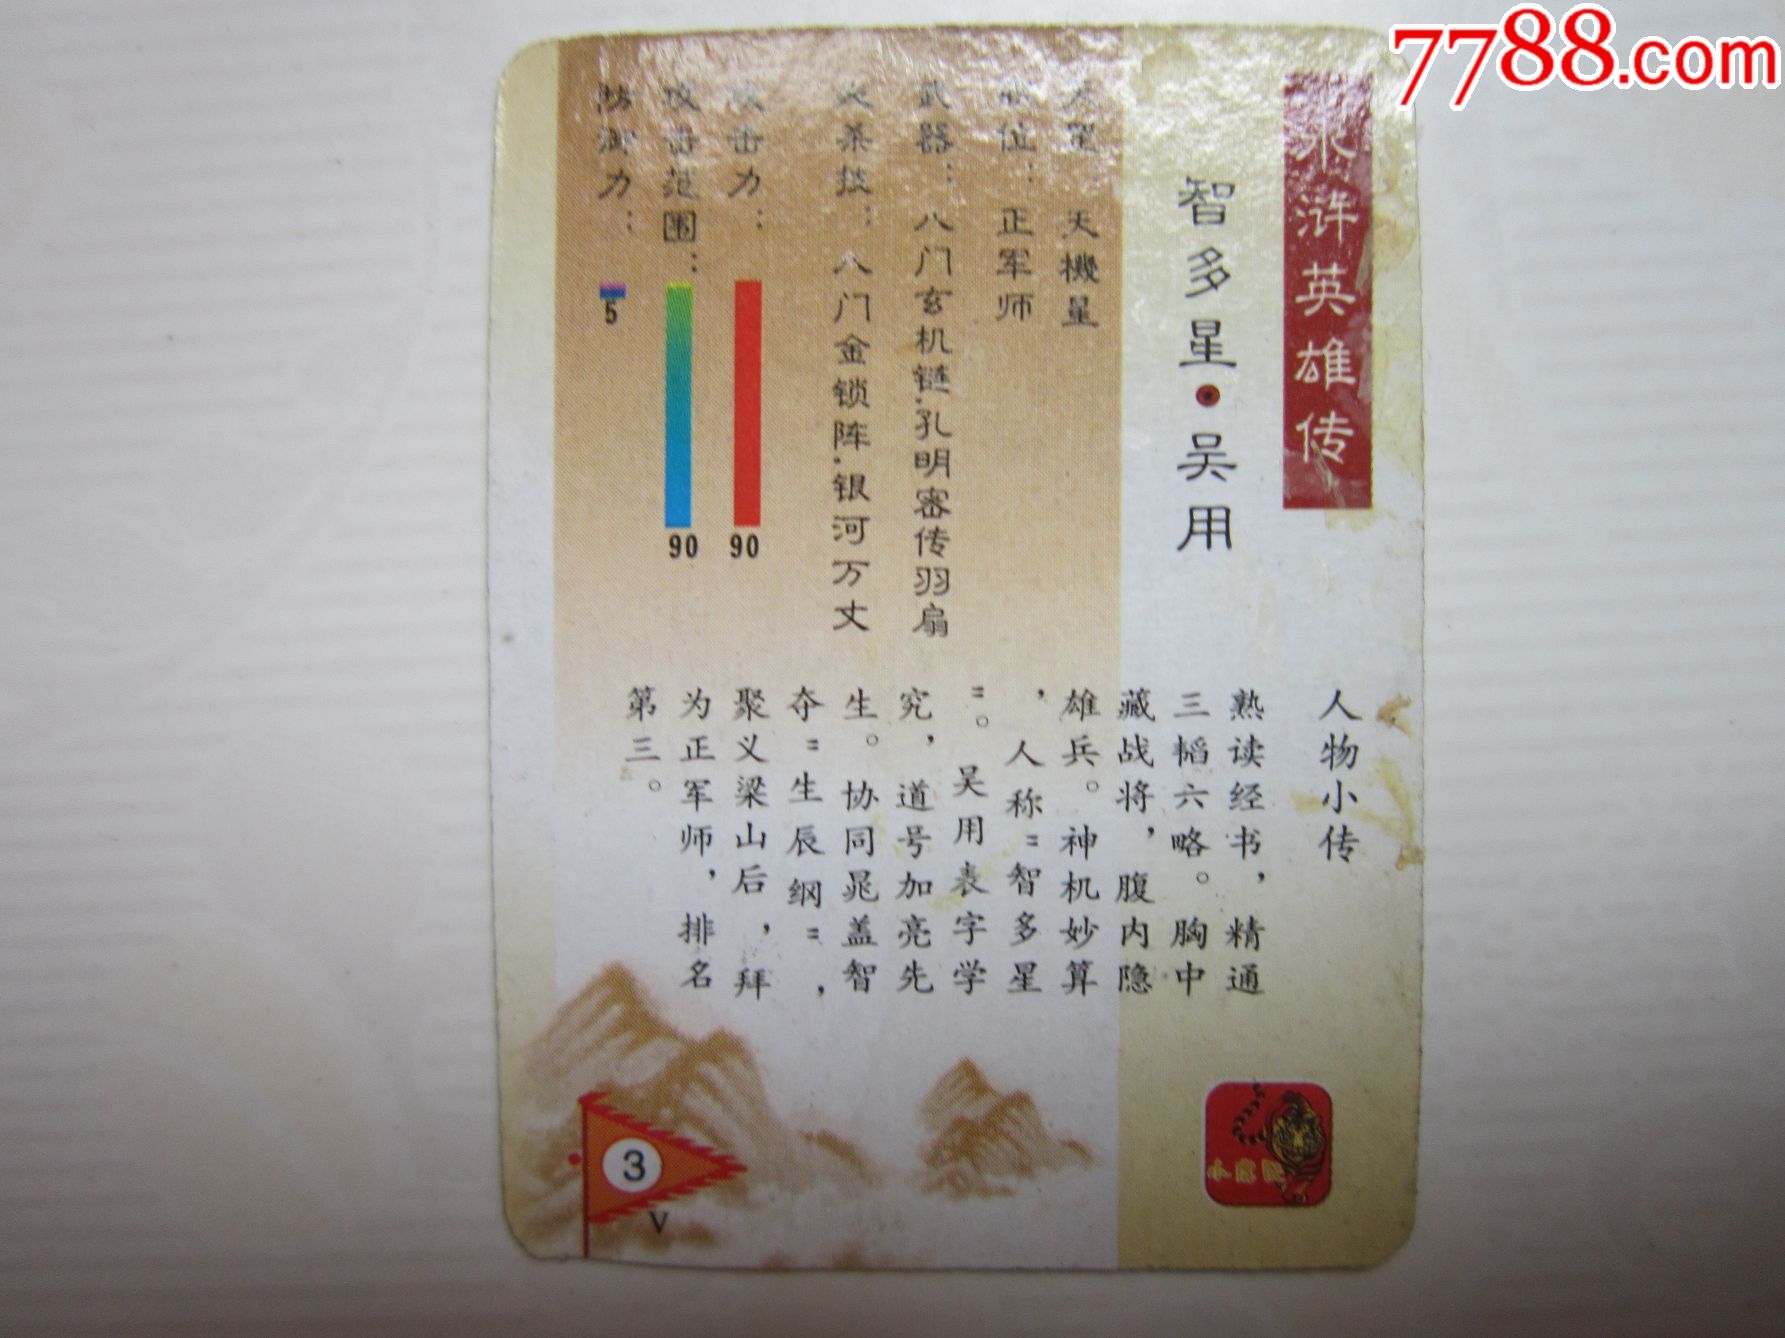 7788.com
水浒英雄传
智多星·吴用
天機星
职位：正军师
武器：八门玄机链.孔明密传羽扇
必杀技：八门金锁阵.银河万丈
攻击力：90
攻击范围：90
防御力：5
人物小传
熟读经书，精通
三韬六略。胸中
藏战将，腹内隐
雄兵。神机妙算
，人称"智多星
"。吴用表字学
究，道号加亮先
生。协同晁盖智
夺"生辰纲"，
聚义梁山后，拜
为正军师，排名
第三。
小虎
3
V